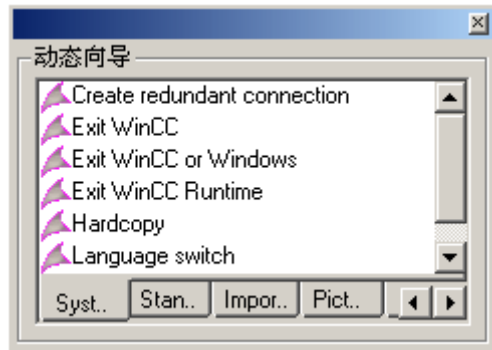 动态向导
Create redundant connection
Exit WinCC
Exit WinCC or Windows
Exit WinCC Runtime
Hardcopy
Language switch
Syst.. Stan.. Impor.. Pict..